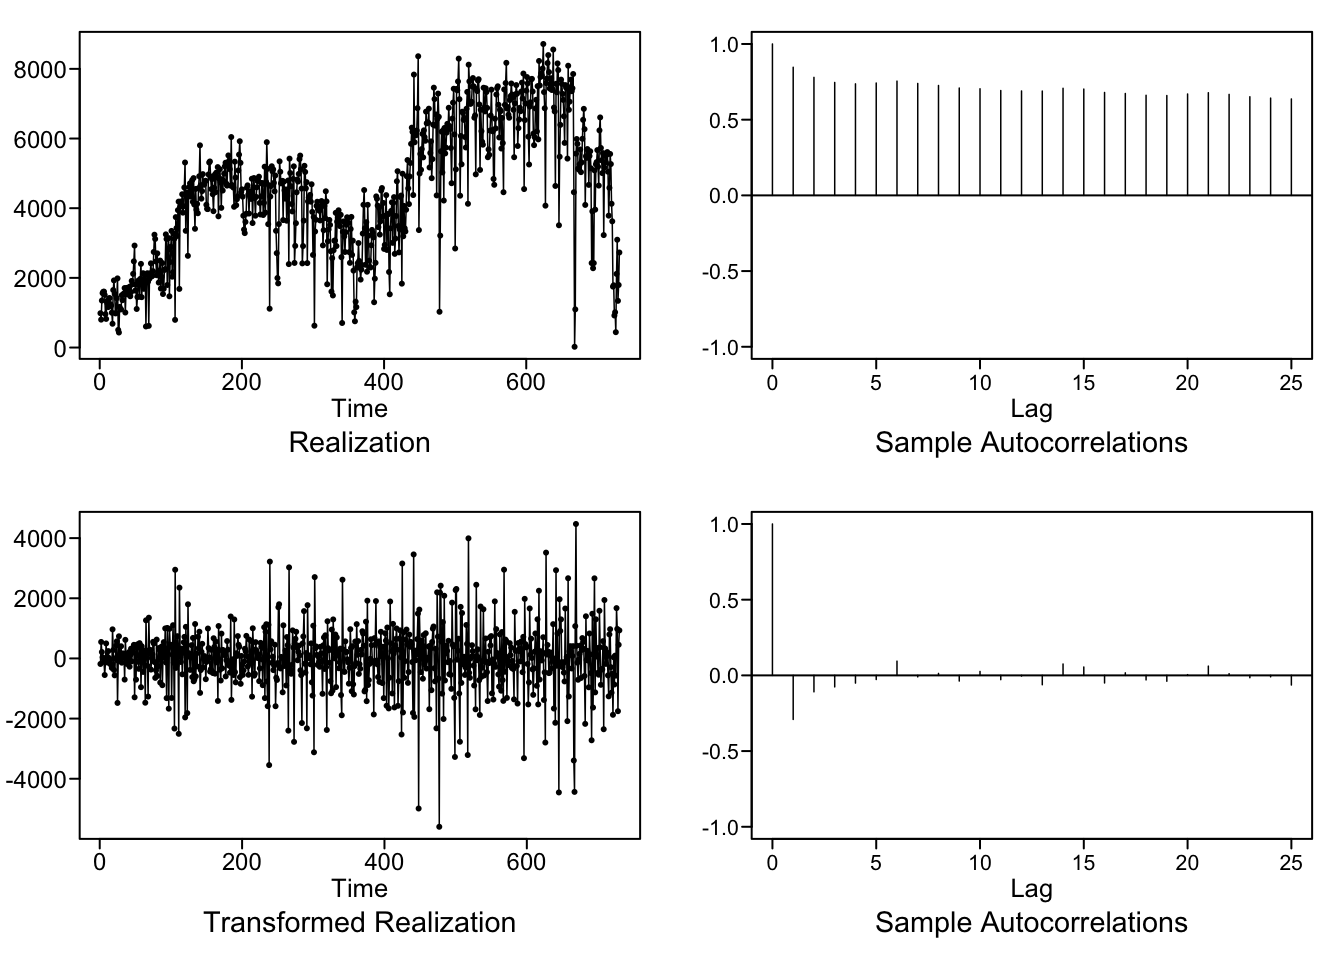 8000
6000
4000
2000
0
0 200 400 600
Time
Realization
1.0
0.5
0.0
-0.5
-1.0
0 5 10 15 20 25
Lag
Sample Autocorrelations
4000
2000
0
-2000
-4000
0 200 400 600
Time
Transformed Realization
1.0
0.5
0.0
-0.5
-1.0
0 5 10 15 20 25
Lag
Sample Autocorrelations